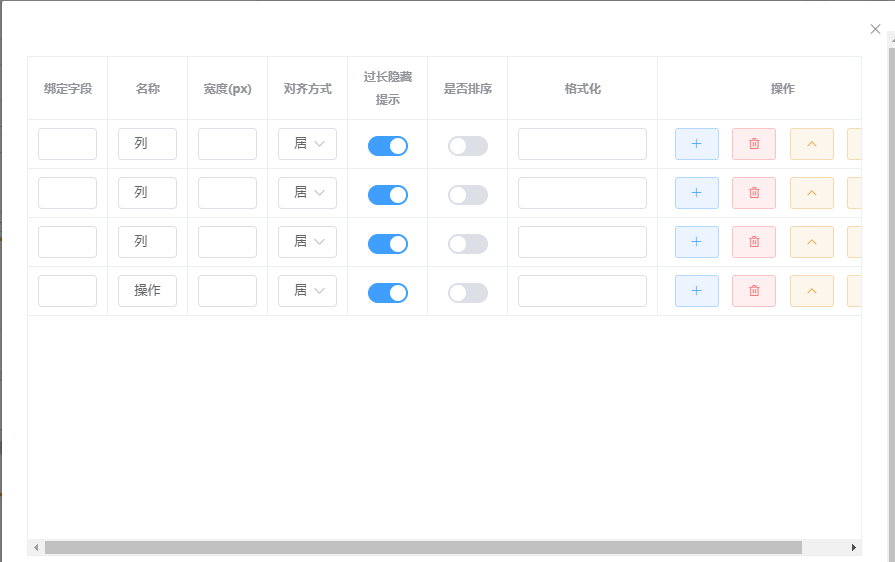 绑定字段 名称 宽度(px) 对齐方式 过长隐藏 是否排序 格式化 操作
提示
列 居
列 居
列 居
操作 居